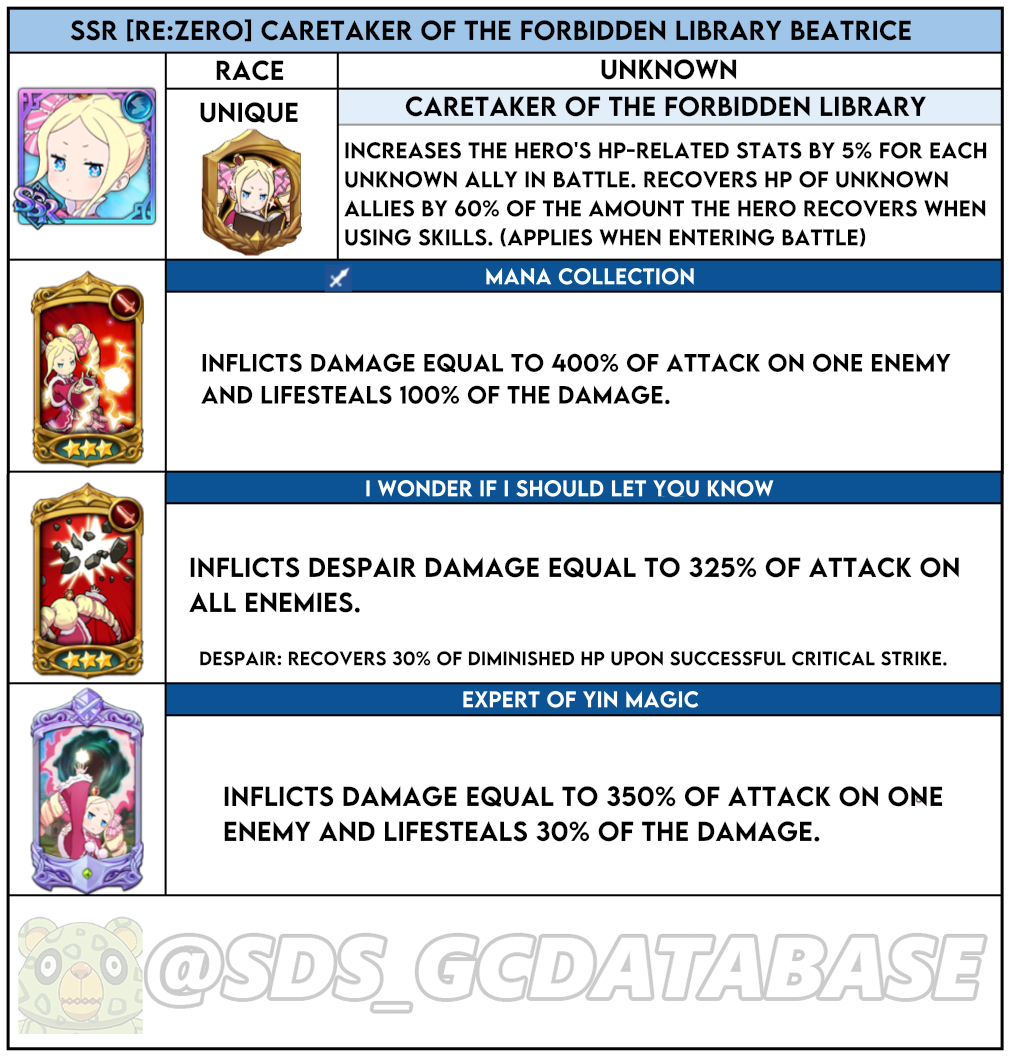 SSR [RE:ZERO] CARETAKER OF THE FORBIDDEN LIBRARY BEATRICE
RACE
UNKNOWN
SSR
UNIQUE
CARETAKER OF THE FORBIDDEN LIBRARY
INCREASES THE HERO'S HP-RELATED STATS BY 5% FOR EACH
UNKNOWN ALLY IN BATTLE. RECOVERS HP OF UNKNOWN
ALLIES BY 60% OF THE AMOUNT THE HERO RECOVERS WHEN
USING SKILLS. (APPLIES WHEN ENTERING BATTLE)
MANA COLLECTION
INFLICTS DAMAGE EQUAL TO 400% OF ATTACK ON ONE ENEMY
AND LIFESTEALS 100% OF THE DAMAGE.
I WONDER IF I SHOULD LET YOU KNOW
INFLICTS DESPAIR DAMAGE EQUAL TO 325% OF ATTACK ON
ALL ENEMIES.
DESPAIR: RECOVERS 30% OF DIMINISHED HP UPON SUCCESSFUL CRITICAL STRIKE.
EXPERT OF YIN MAGIC
INFLICTS DAMAGE EQUAL TO 350% OF ATTACK ON ONE
ENEMY AND LIFESTEALS 30% OF THE DAMAGE.
@SDS_GCDATABASE